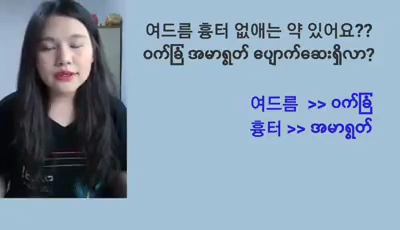 여드름 흉터 없애는 약 있어요??
ဝက်ခြံ အမာရွတ် ပျောက်ဆေးရှိလာ?
여드름 >> ဝက်ခြံ
흉터 >> အမာရွတ်